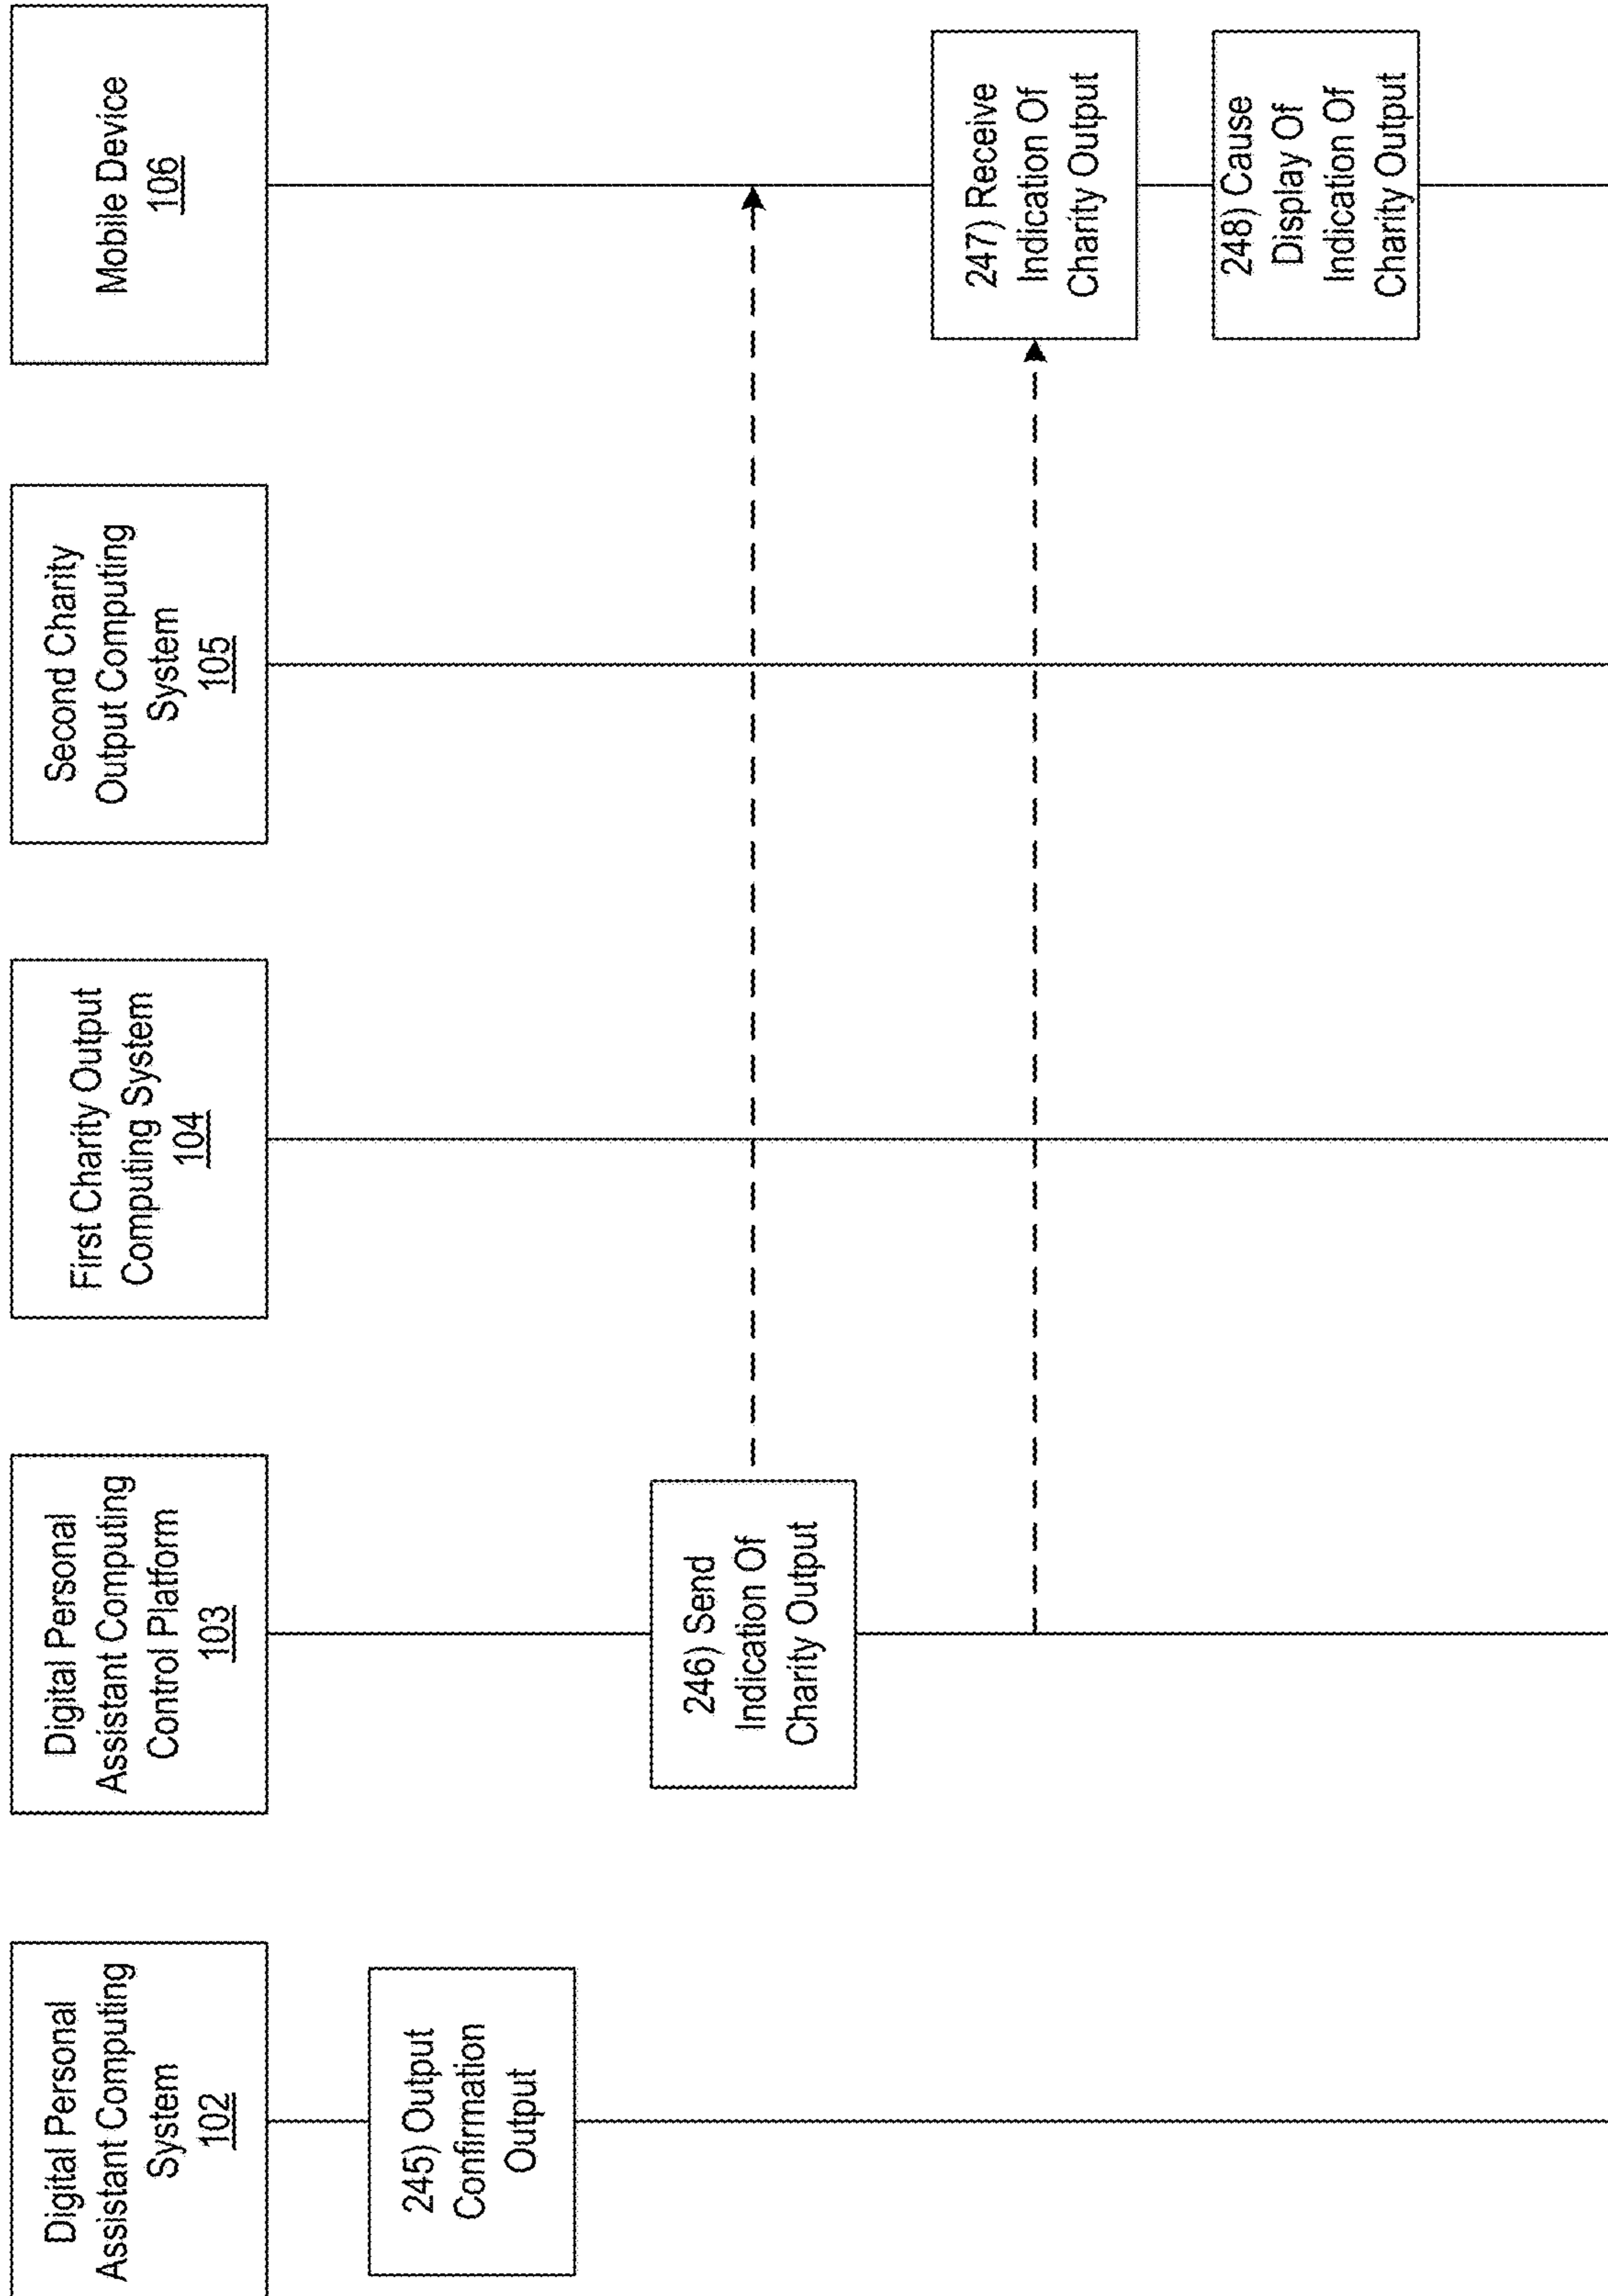 Digital Personal
Assistant Computing
System
102
Digital Personal
Assistant Computing
Control Platform
103
First Charity Output
Computing System
104
Second Charity
Output Computing
System
105
Mobile Device
106
245) Output
Confirmation
Output
246) Send
Indication Of
Charity Output
247) Receive
Indication Of
Charity Output
248) Cause
Display Of
Indication Of
Charity Output